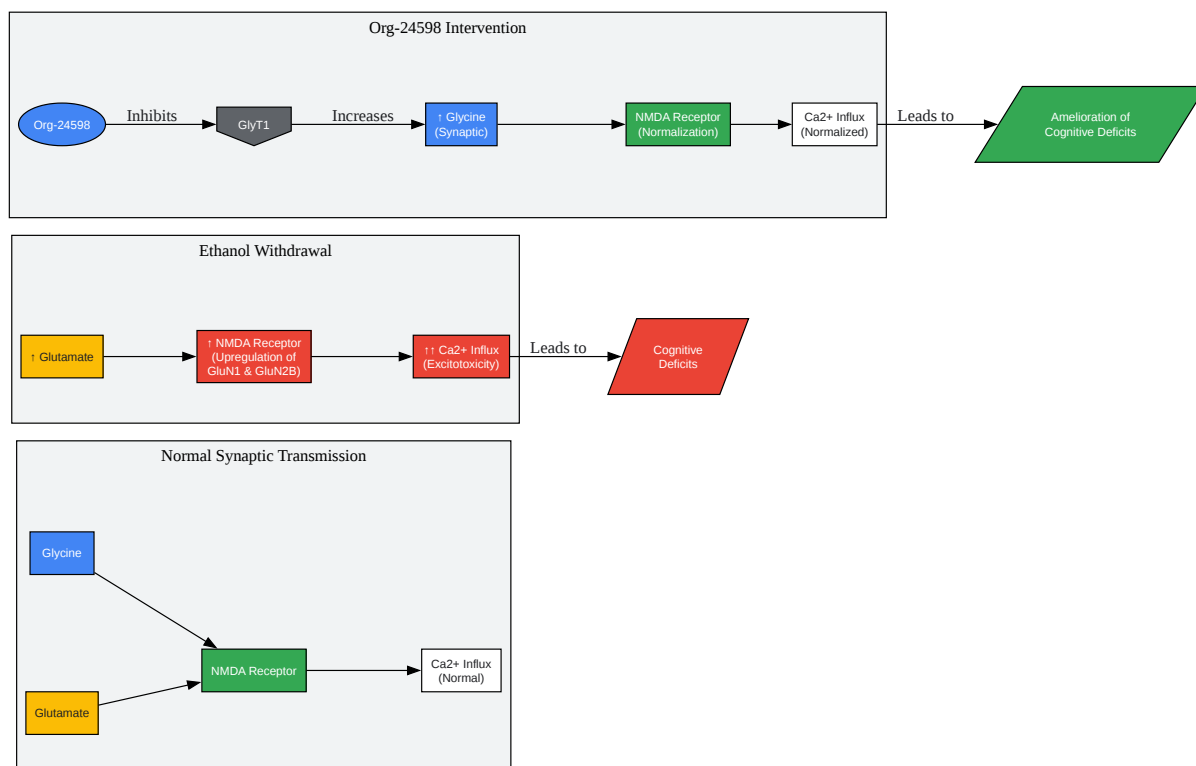 Org-24598 Intervention
Org-24598
Inhibits
GlyT1
Increases
↑ Glycine
(Synaptic)
NMDA Receptor
(Normalization)
Ca2+ Influx
(Normalized)
Leads to
Amelioration of
Cognitive Deficits
Ethanol Withdrawal
↑ Glutamate
↑ NMDA Receptor
(Upregulation of
GluN1 & GluN2B)
↑↑ Ca2+ Influx
(Excitotoxicity)
Leads to
Cognitive
Deficits
Normal Synaptic Transmission
Glycine
Glutamate
NMDA Receptor
Ca2+ Influx
(Normal)